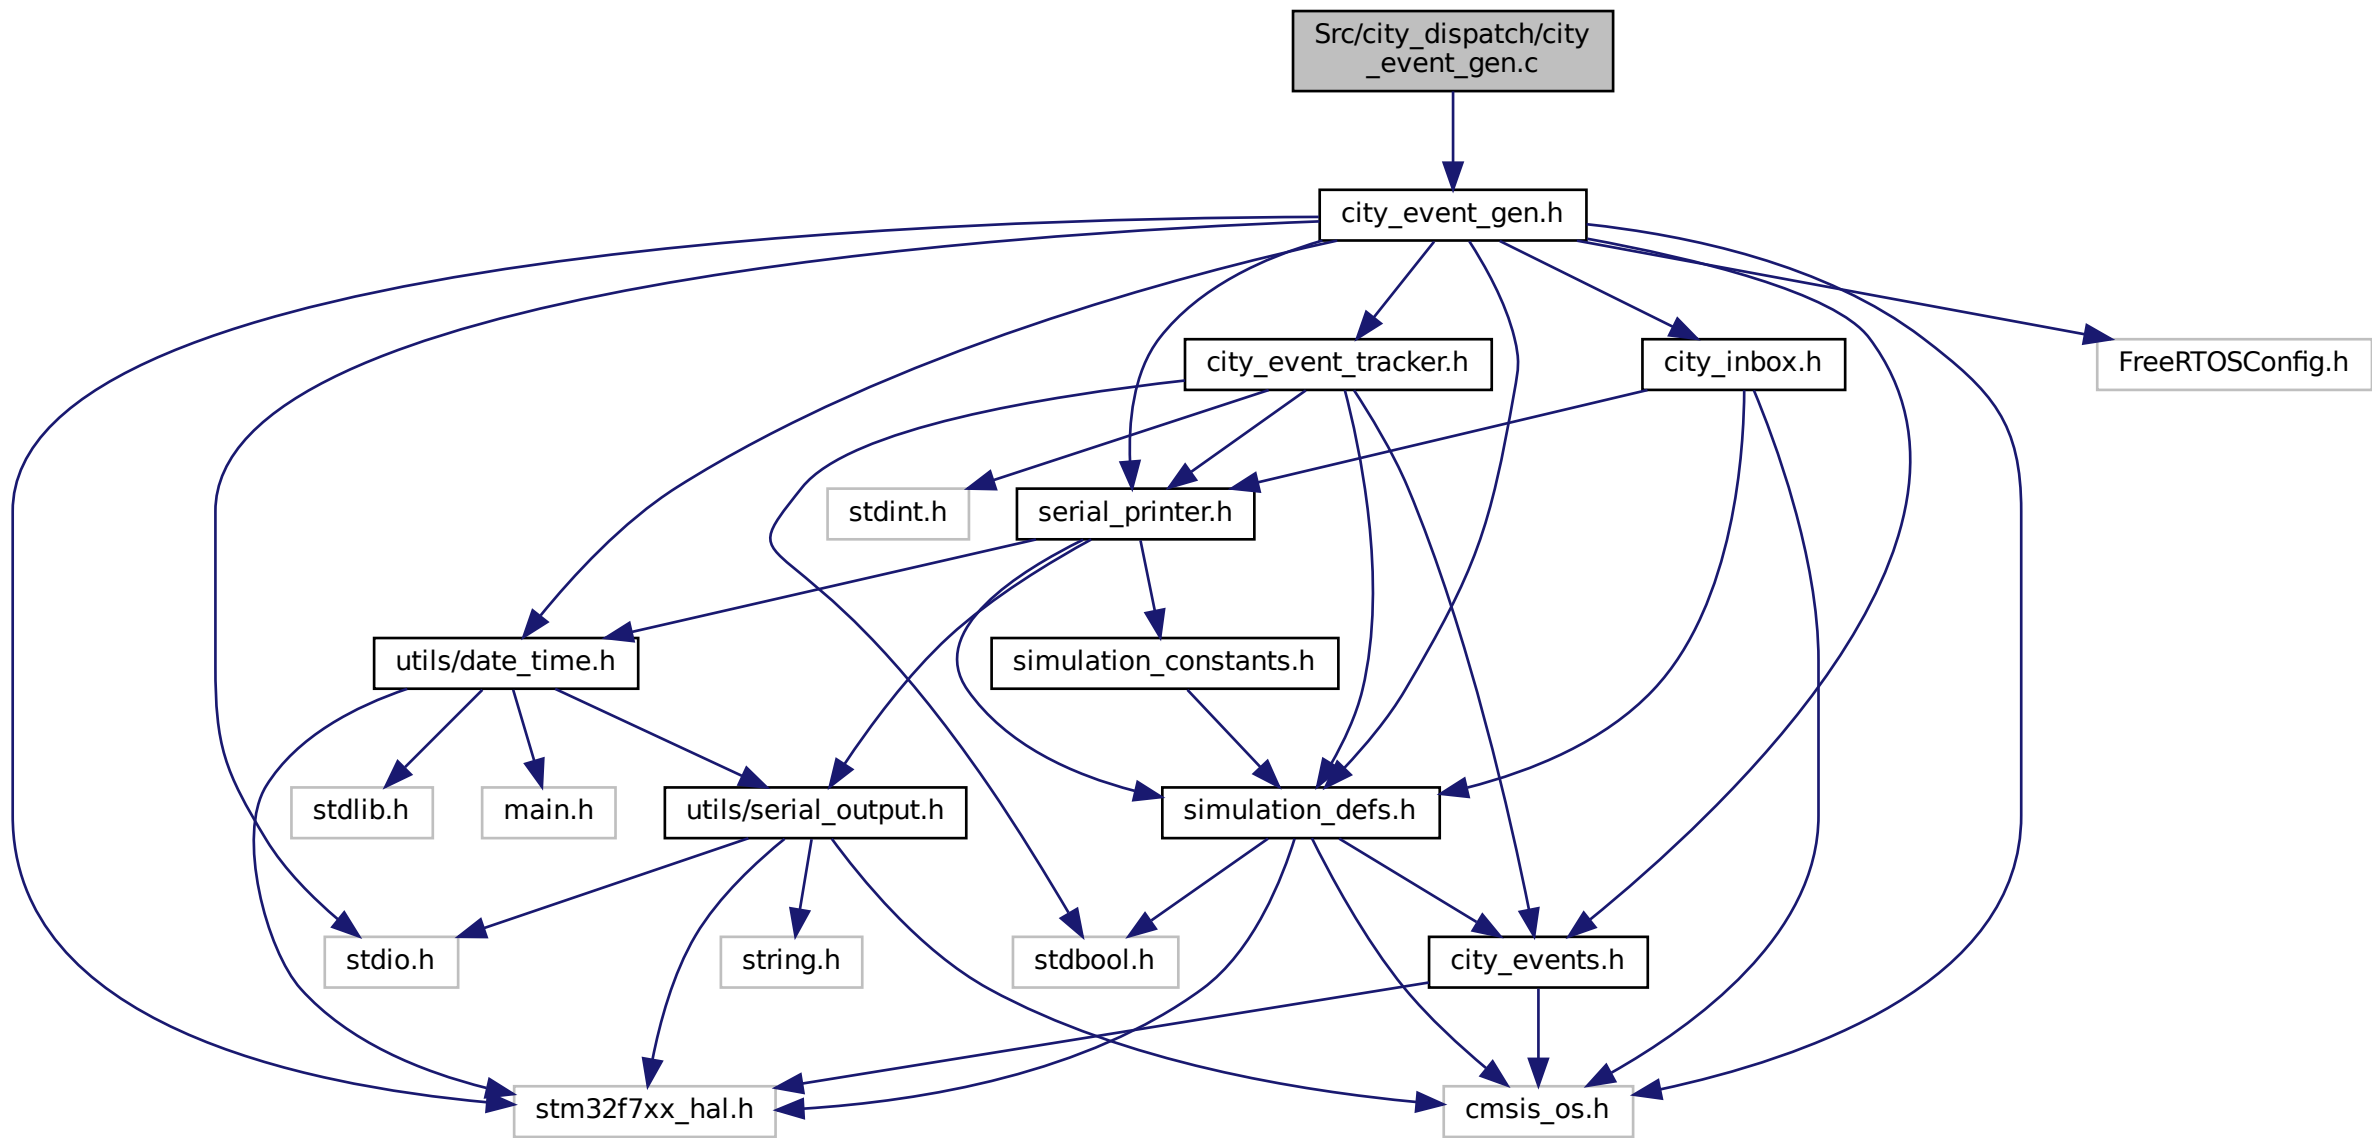 Src/city_dispatch/city
_event_gen.c
city_event_gen.h
city_event_tracker.h
city_inbox.h
FreeRTOSConfig.h
stdint.h
serial_printer.h
utils/date_time.h
simulation_constants.h
stdlib.h
main.h
utils/serial_output.h
simulation_defs.h
stdio.h
string.h
stdbool.h
city_events.h
stm32f7xx_hal.h
cmsis_os.h